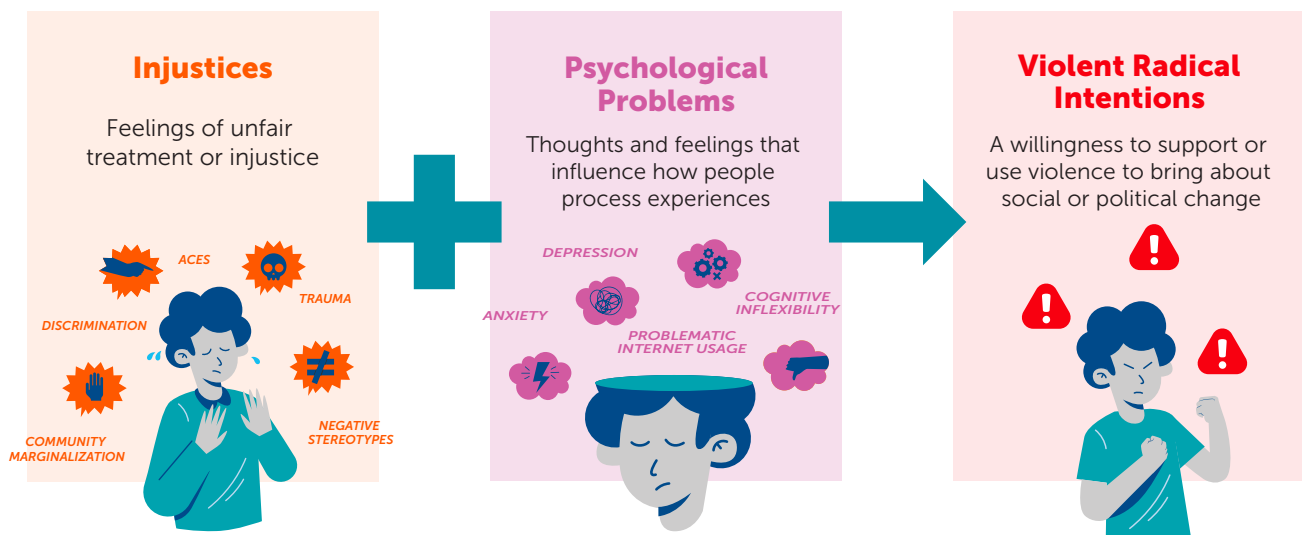 Injustices
Feelings of unfair
treatment or injustice
ACES
TRAUMA
DISCRIMINATION
NEGATIVE
STEREOTYPES
COMMUNITY
MARGINALIZATION
Psychological
Problems
Thoughts and feelings that
influence how people
process experiences
DEPRESSION
COGNITIVE
INFLEXIBILITY
ANXIETY
PROBLEMATIC
INTERNET USAGE
Violent Radical
Intentions
A willingness to support or
use violence to bring about
social or political change